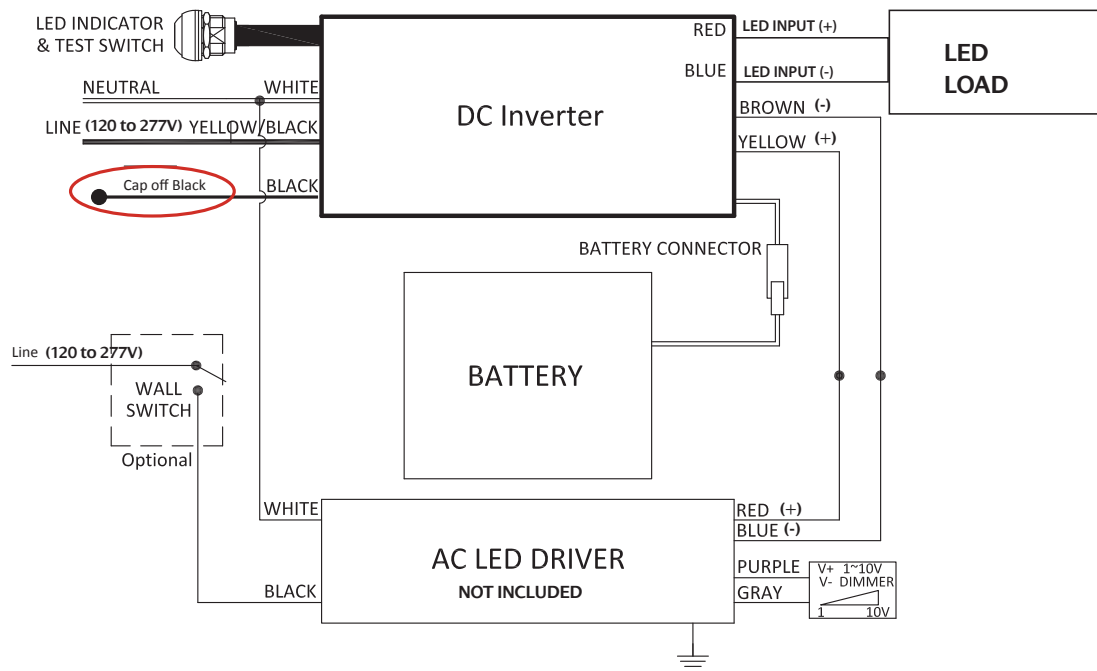 LED INDICATOR
& TEST SWITCH
RED
LED INPUT (+)
BLUE
LED INPUT (-)
LED
LOAD
NEUTRAL
WHITE
BROWN (-)
DC Inverter
LINE (120 to 277V)
YELLOW/BLACK
YELLOW (+)
Cap off Black
BLACK
BATTERY CONNECTOR
Line (120 to 277V)
WALL
SWITCH
Optional
BATTERY
WHITE
RED (+)
BLUE (-)
AC LED DRIVER
NOT INCLUDED
BLACK
PURPLE
GRAY
V+ 1~10V
V- DIMMER
1 10V